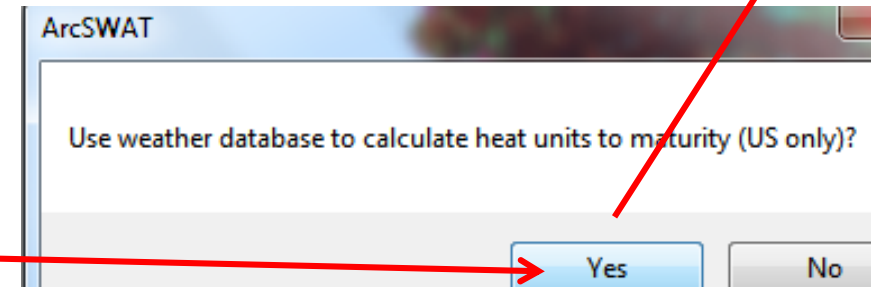 ArcSWAT
Use weather database to calculate heat units to maturity (US only)?
Yes
No